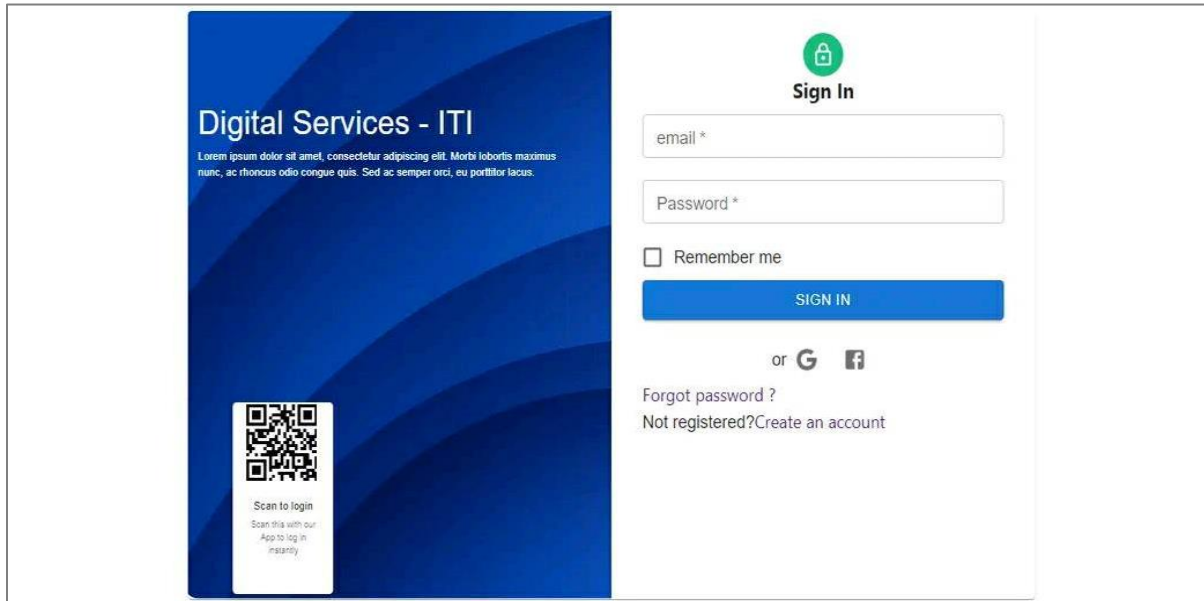 Digital Services - ITI
Lorem ipsum dolor sit amet, consectetur adipiscing elit. Morbi lobortis maximus
nunc, ac rhoncus odio congue quis. Sed ac semper orci, eu porttitor lacus.
Scan to login
Scan this with our
App to log in
instantly
Sign In
email *
Password *
Remember me
SIGN IN
or G f
Forgot password ?
Not registered?Create an account